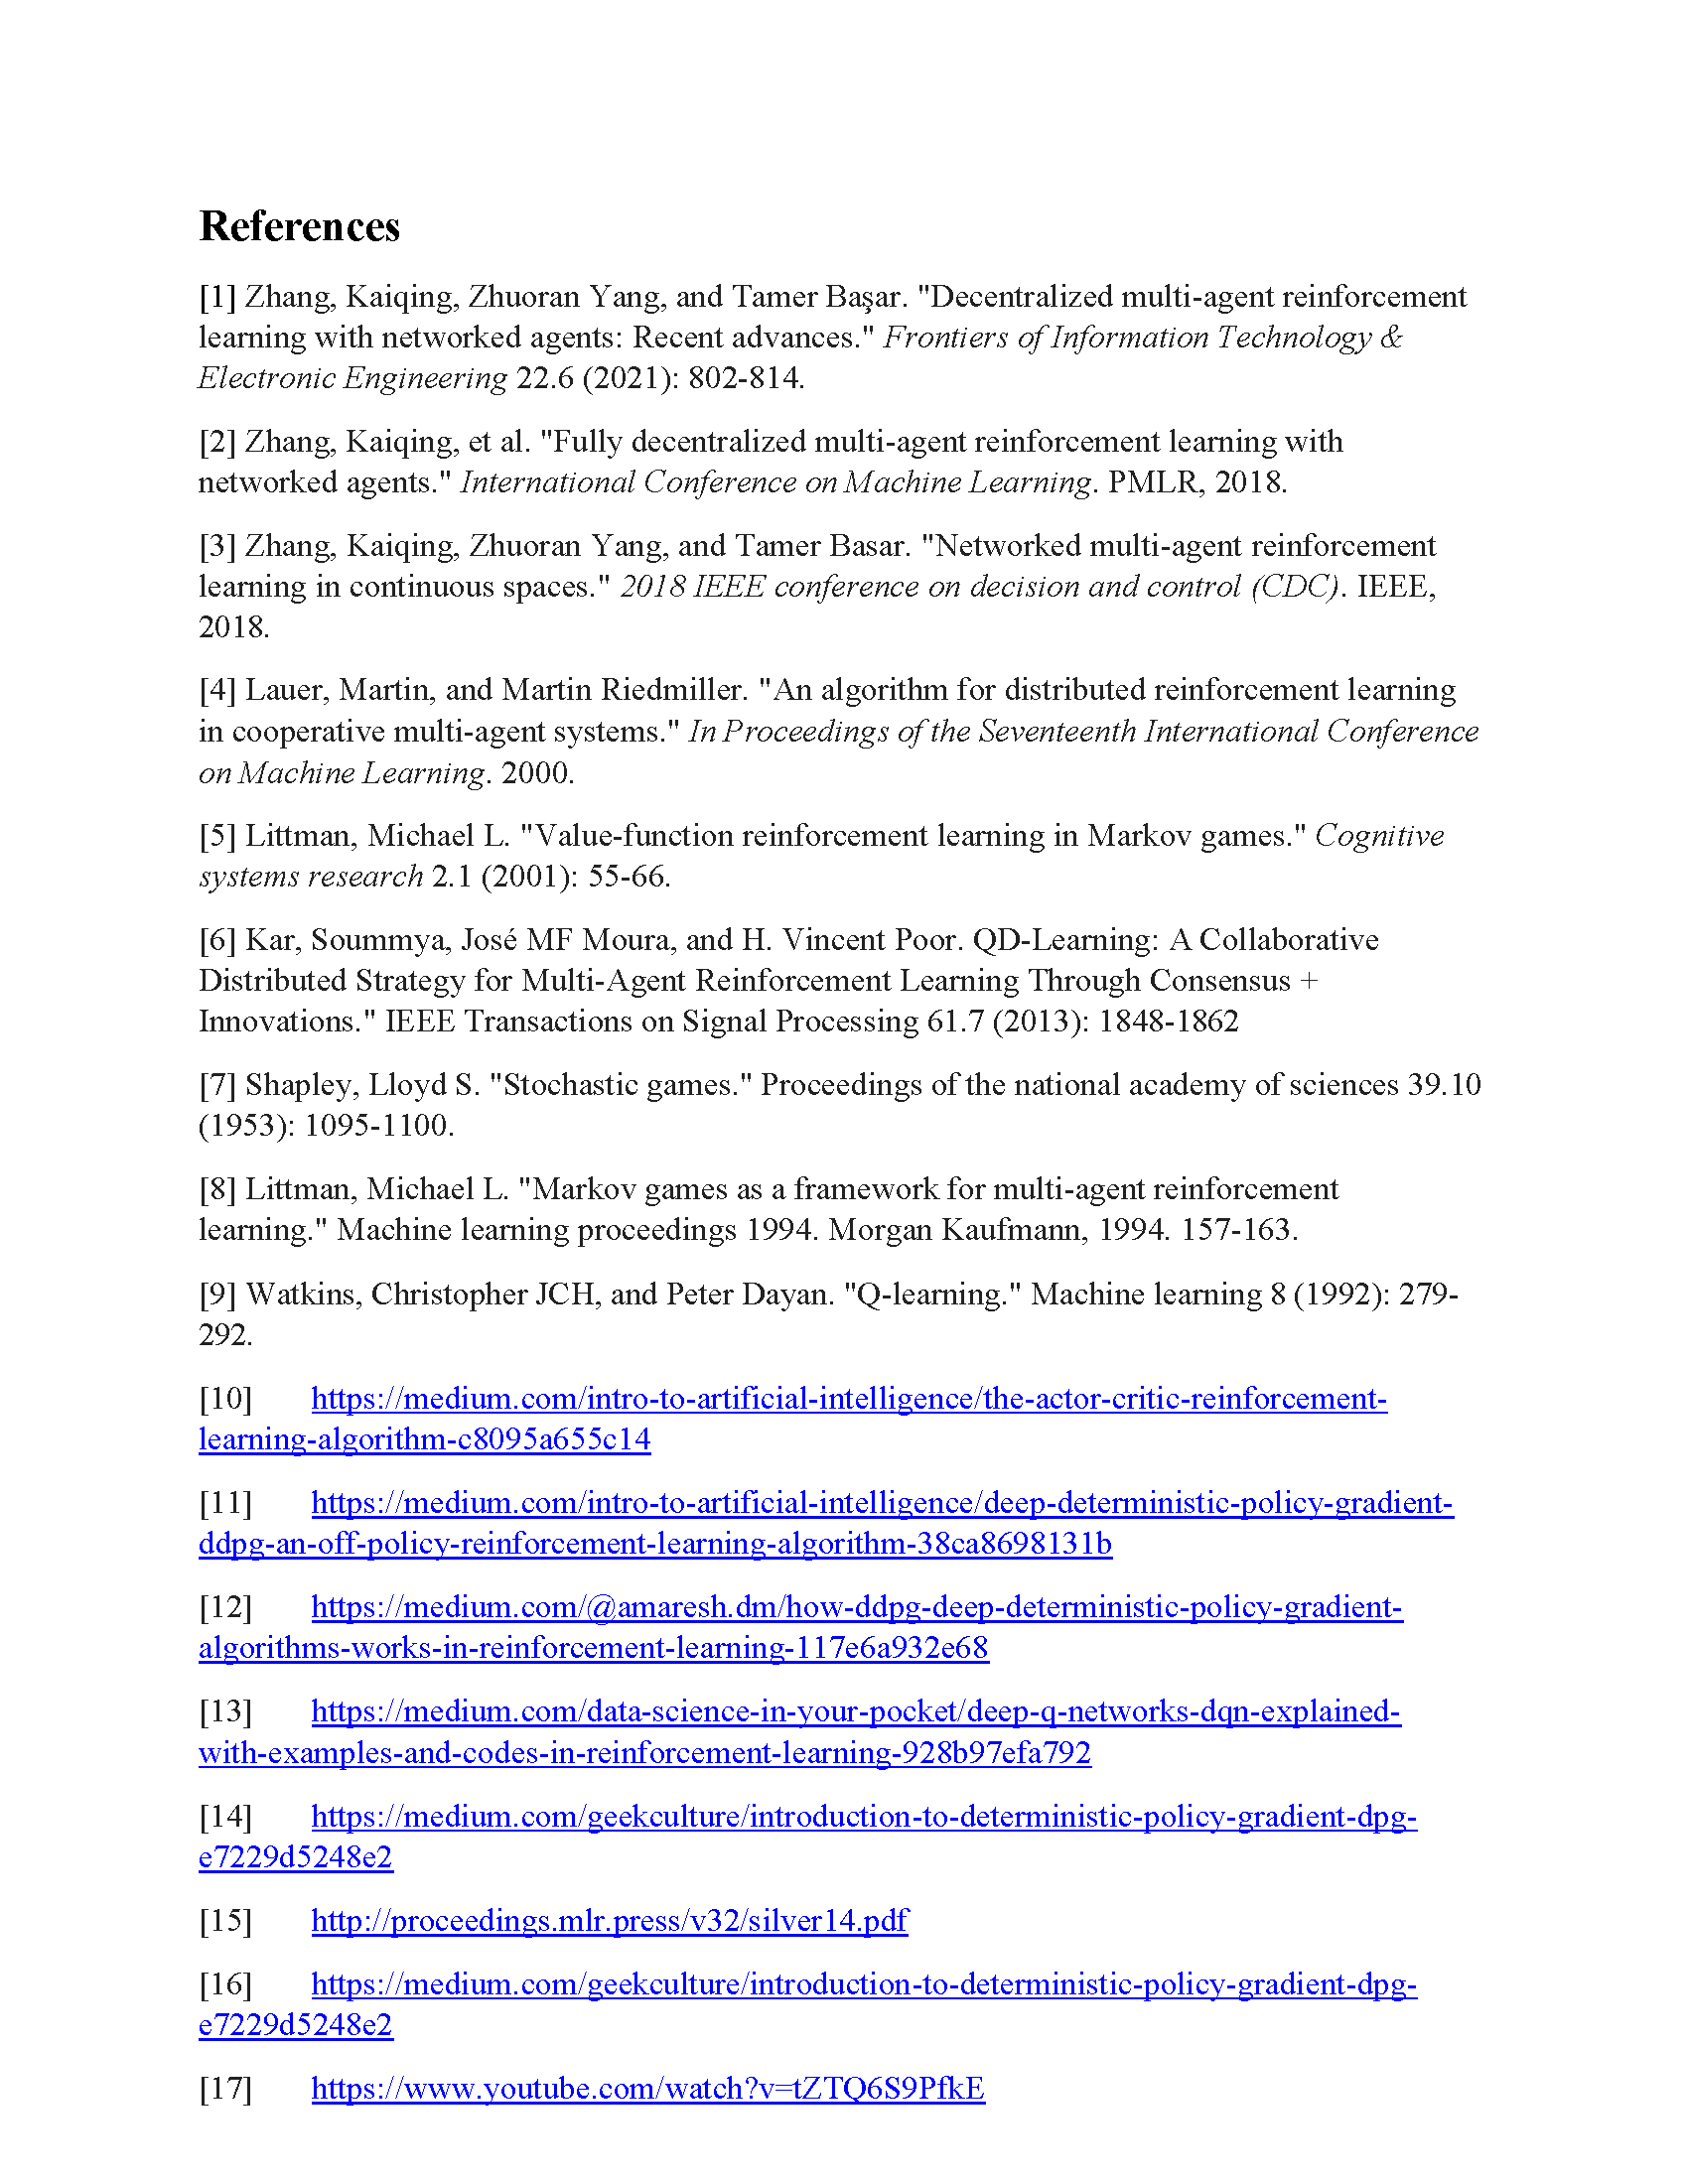 References
[1] Zhang, Kaiqing, Zhuoran Yang, and Tamer Başar. "Decentralized multi-agent reinforcement
learning with networked agents: Recent advances." Frontiers of Information Technology &
Electronic Engineering 22.6 (2021): 802-814.
[2] Zhang, Kaiqing, et al. "Fully decentralized multi-agent reinforcement learning with
networked agents." International Conference on Machine Learning. PMLR, 2018.
[3] Zhang, Kaiqing, Zhuoran Yang, and Tamer Basar. "Networked multi-agent reinforcement
learning in continuous spaces." 2018 IEEE conference on decision and control (CDC). IEEE,
2018.
[4] Lauer, Martin, and Martin Riedmiller. "An algorithm for distributed reinforcement learning
in cooperative multi-agent systems." In Proceedings of the Seventeenth International Conference
on Machine Learning. 2000.
[5] Littman, Michael L. "Value-function reinforcement learning in Markov games." Cognitive
systems research 2.1 (2001): 55-66.
[6] Kar, Soummya, José MF Moura, and H. Vincent Poor. QD-Learning: A Collaborative
Distributed Strategy for Multi-Agent Reinforcement Learning Through Consensus +
Innovations." IEEE Transactions on Signal Processing 61.7 (2013): 1848-1862
[7] Shapley, Lloyd S. "Stochastic games." Proceedings of the national academy of sciences 39.10
(1953): 1095-1100.
[8] Littman, Michael L. "Markov games as a framework for multi-agent reinforcement
learning." Machine learning proceedings 1994. Morgan Kaufmann, 1994. 157-163.
[9] Watkins, Christopher JCH, and Peter Dayan. "Q-learning." Machine learning 8 (1992): 279-
292.
[10] https://medium.com/intro-to-artificial-intelligence/the-actor-critic-reinforcement-
learning-algorithm-c8095a655c14
[11] https://medium.com/intro-to-artificial-intelligence/deep-deterministic-policy-gradient-
ddpg-an-off-policy-reinforcement-learning-algorithm-38ca8698131b
[12] https://medium.com/@amaresh.dm/how-ddpg-deep-deterministic-policy-gradient-
algorithms-works-in-reinforcement-learning-117e6a932e68
[13] https://medium.com/data-science-in-your-pocket/deep-q-networks-dqn-explained-
with-examples-and-codes-in-reinforcement-learning-928b97efa792
[14] https://medium.com/geekculture/introduction-to-deterministic-policy-gradient-dpg-
e7229d5248e2
[15] http://proceedings.mlr.press/v32/silver14.pdf
[16] https://medium.com/geekculture/introduction-to-deterministic-policy-gradient-dpg-
e7229d5248e2
[17] https://www.youtube.com/watch?v=tZTQ6S9PfkE